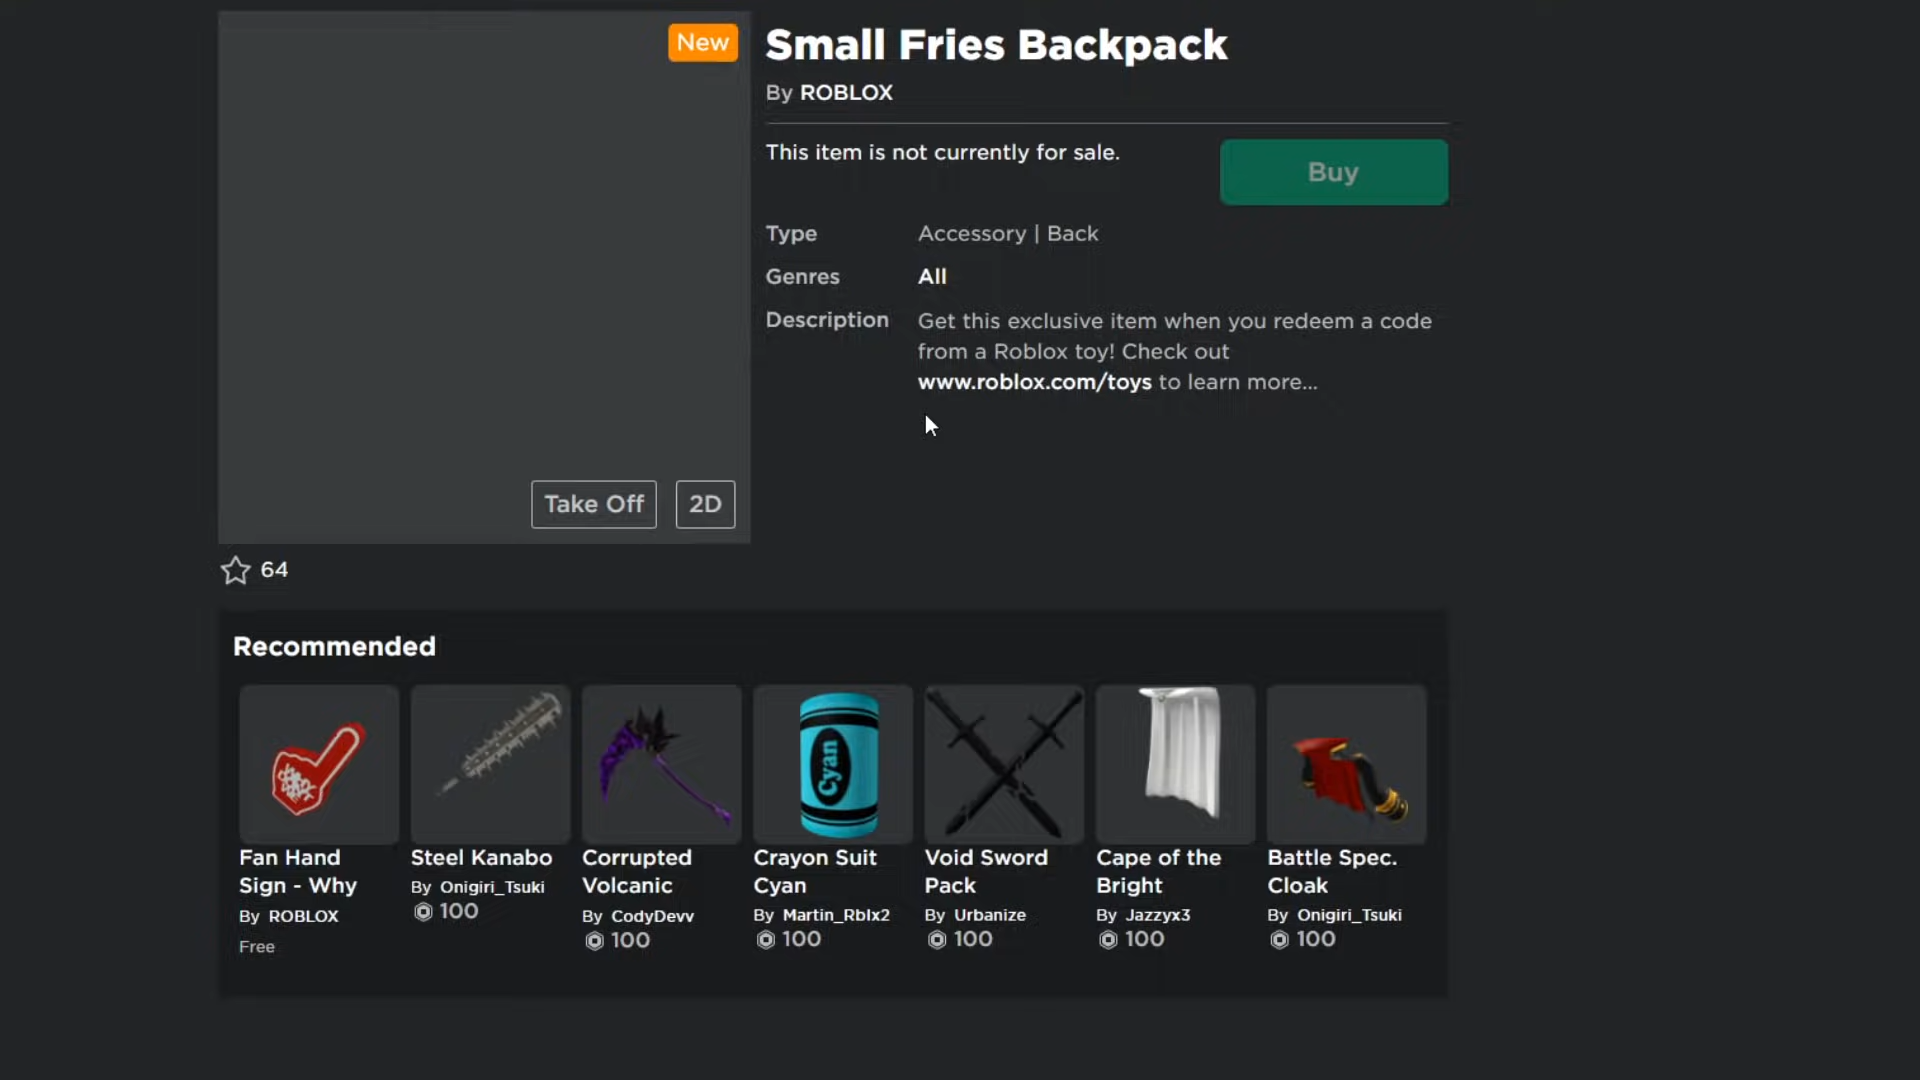 New
Small Fries Backpack
By ROBLOX
This item is not currently for sale.
Buy
Type Accessory | Back
Genres All
Description Get this exclusive item when you redeem a code
from a Roblox toy! Check out
www.roblox.com/toys to learn more...
Take Off 2D
64
Recommended
Cyan
Fan Hand
Sign - Why
By ROBLOX
Free
Steel Kanabo
By Onigiri_Tsuki
100
Corrupted
Volcanic
By CodyDevv
100
Crayon Suit
Cyan
By Martin_Rblx2
100
Void Sword
Pack
By Urbanize
100
Cape of the
Bright
By Jazzyx3
100
Battle Spec.
Cloak
By Onigiri_Tsuki
100